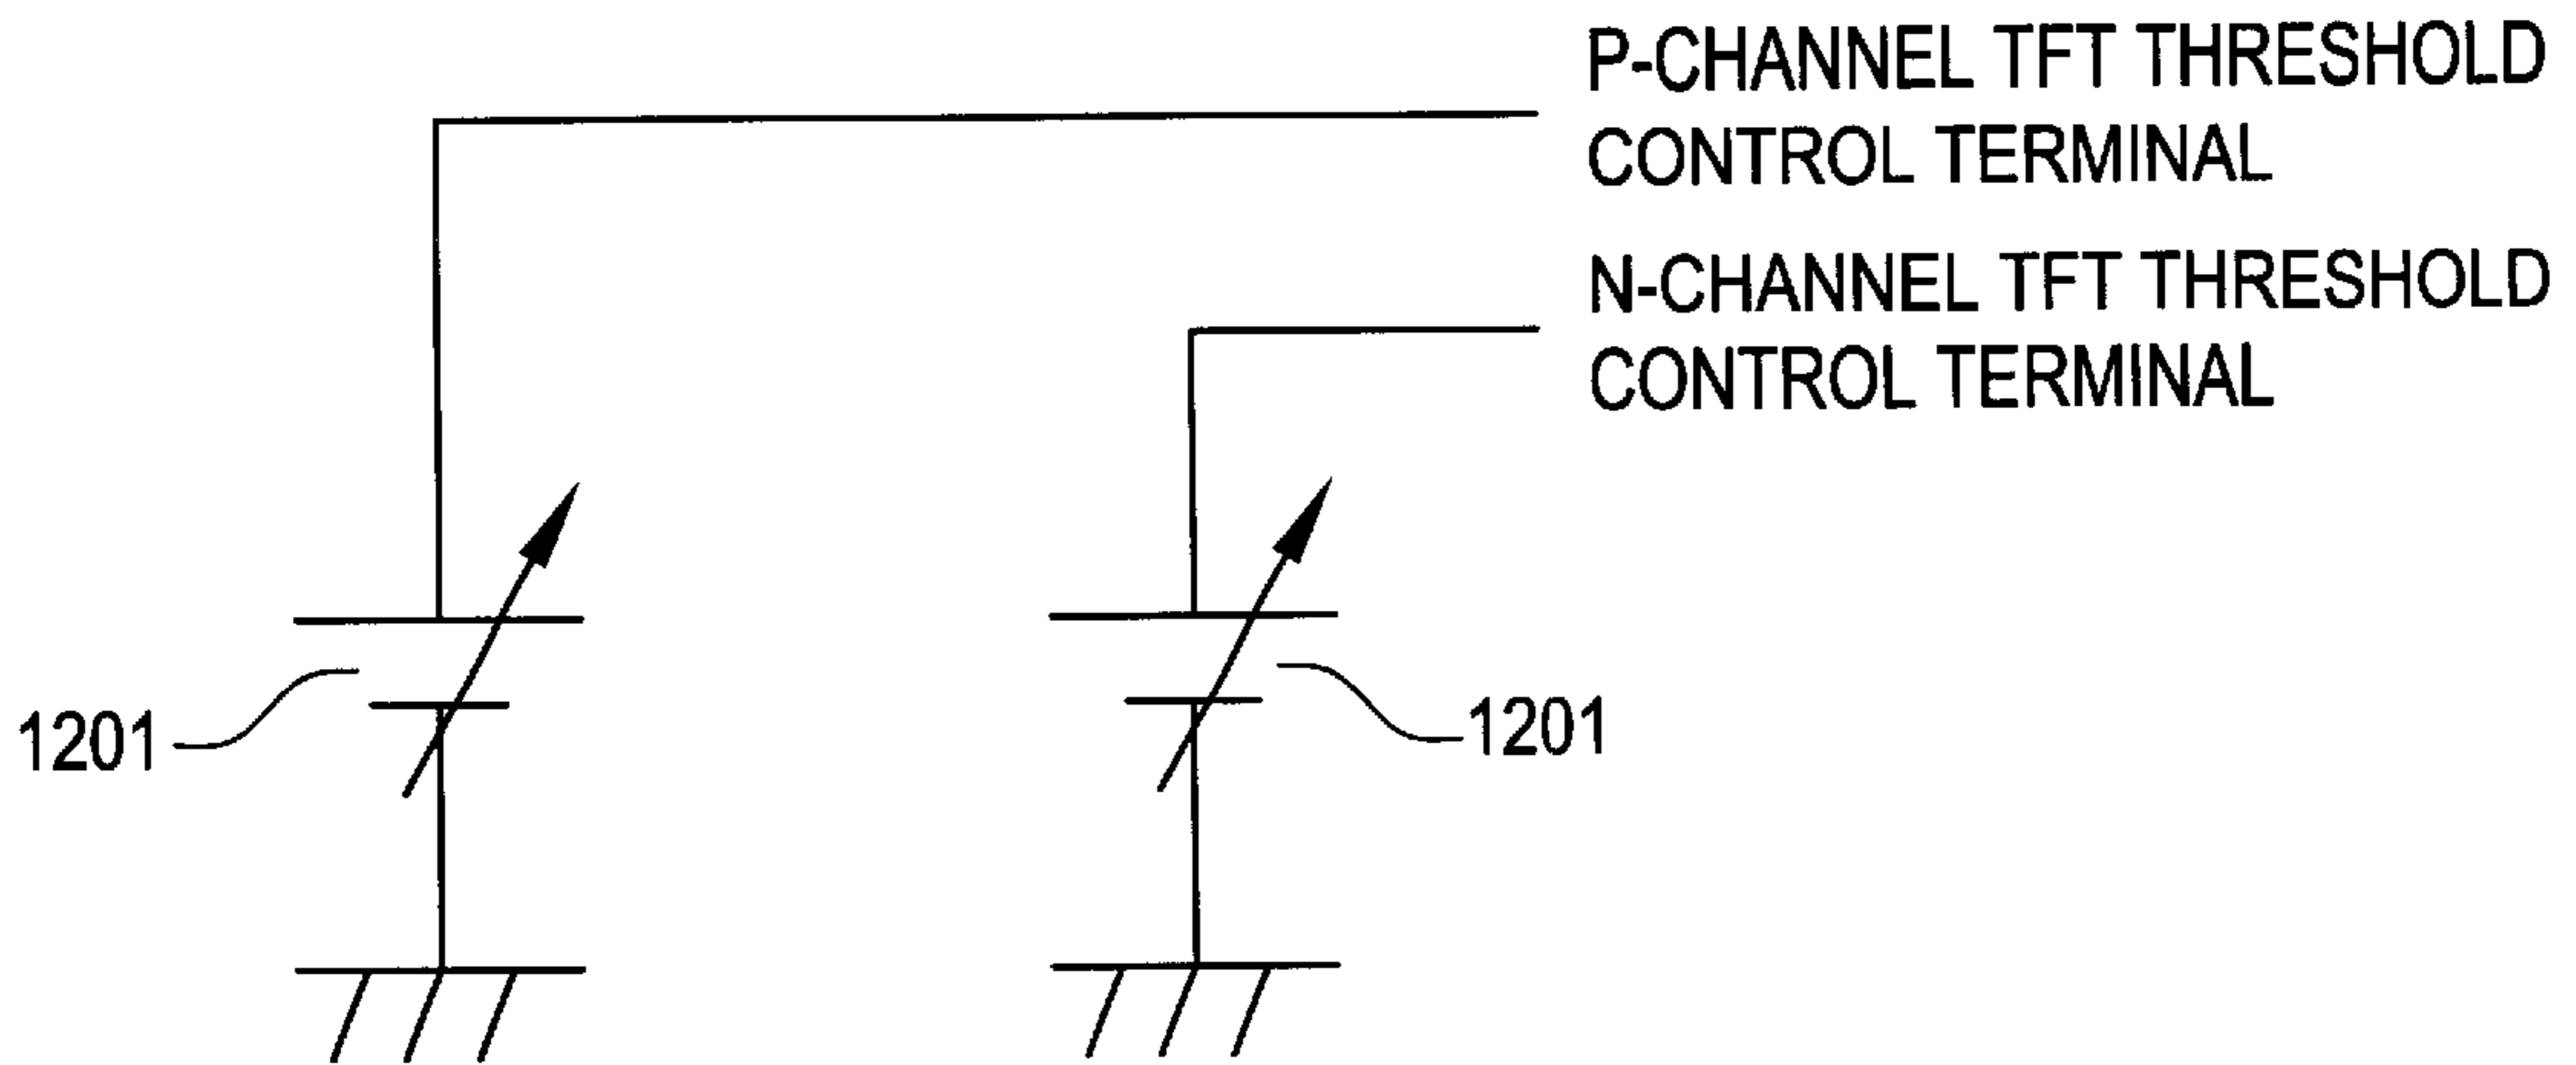 P-CHANNEL TFT THRESHOLD
CONTROL TERMINAL
N-CHANNEL TFT THRESHOLD
CONTROL TERMINAL
1201
1201